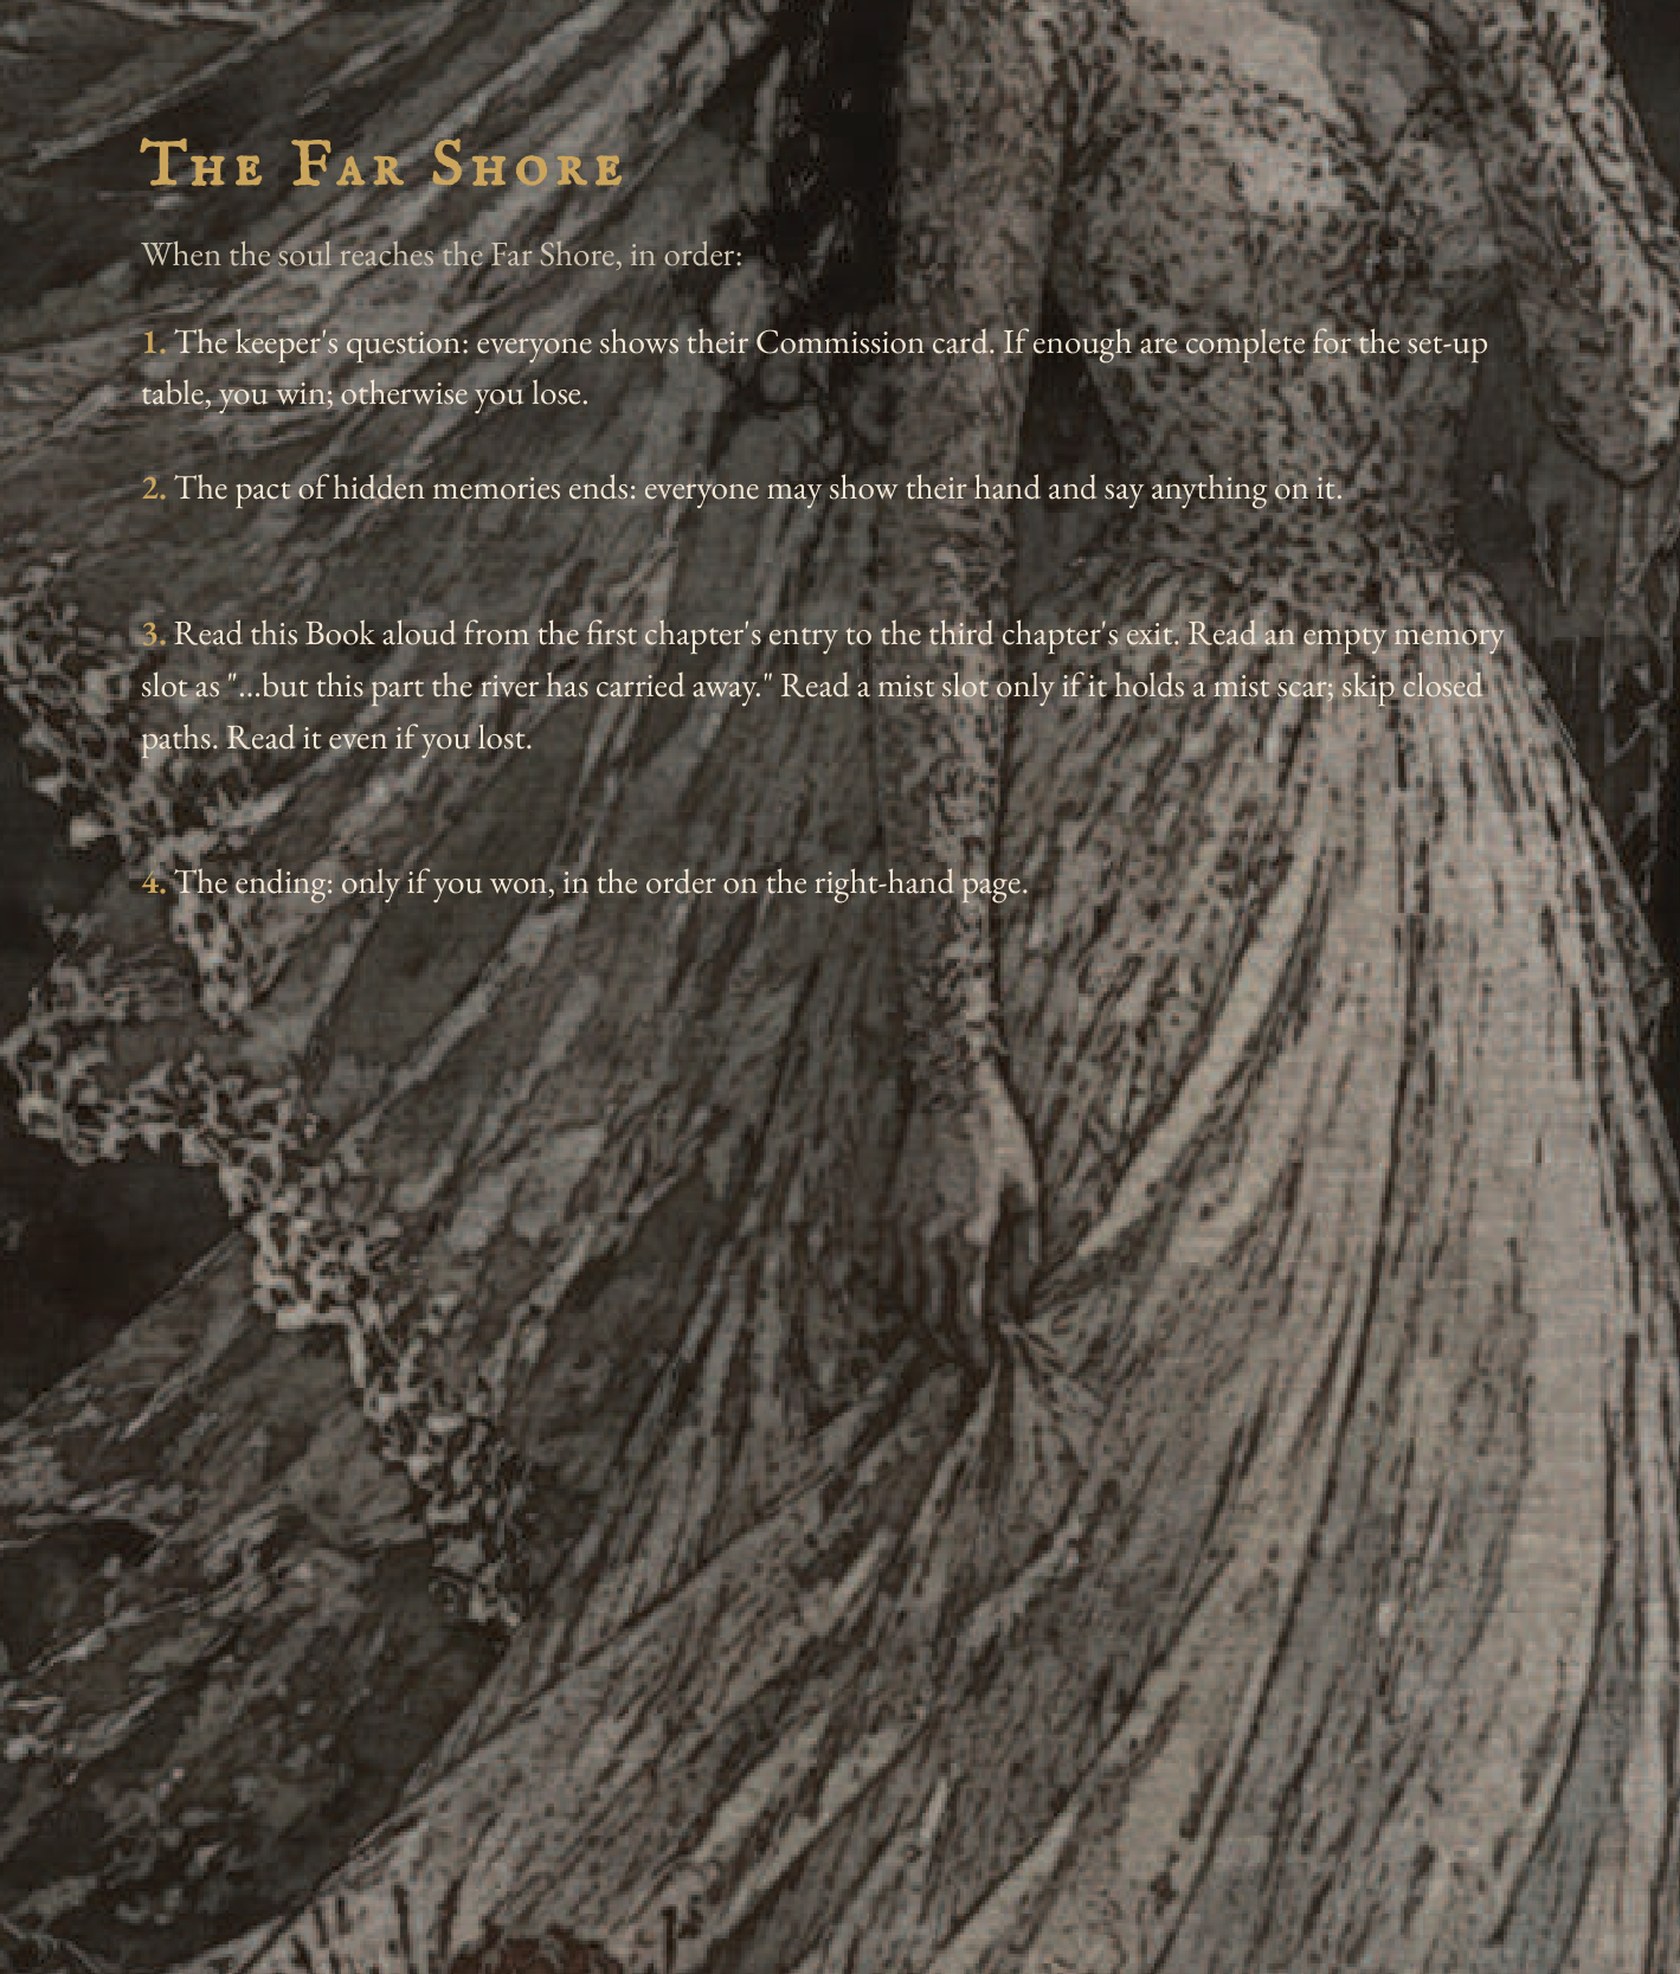 The Far Shore
When the soul reaches the Far Shore, in order:
1. The keeper's question: everyone shows their Commission card. If enough are complete for the set-up
table, you win; otherwise you lose.
2. The pact of hidden memories ends: everyone may show their hand and say anything on it.
3. Read this Book aloud from the first chapter's entry to the third chapter's exit. Read an empty memory
slot as "...but this part the river has carried away." Read a mist slot only if it holds a mist scar; skip closed
paths. Read it even if you lost.
4. The ending: only if you won, in the order on the right-hand page.